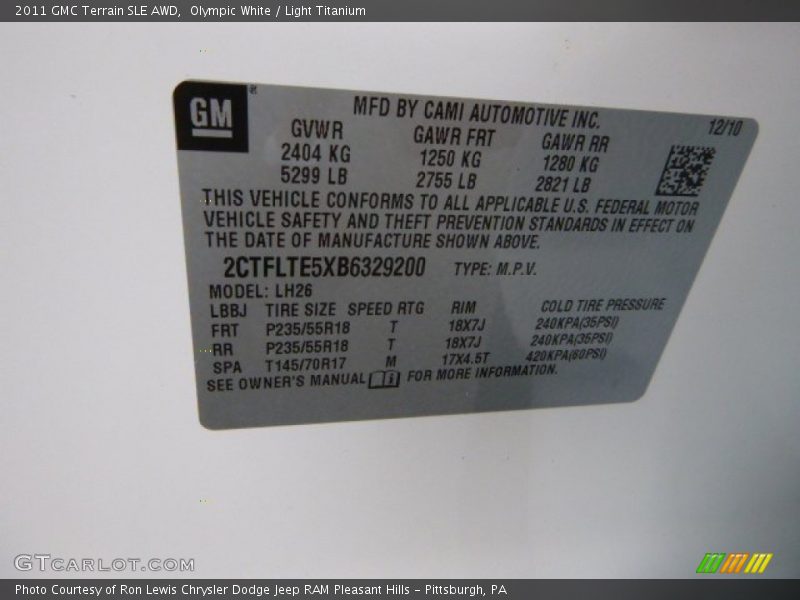 2011 GMC Terrain SLE AWD,  Olympic White / Light Titanium
GM ®
MFD BY CAMI AUTOMOTIVE INC. 12/10
GVWR GAWR FRT GAWR RR
2404 KG 1250 KG 1280 KG
5299 LB 2755 LB 2821 LB
THIS VEHICLE CONFORMS TO ALL APPLICABLE U.S. FEDERAL MOTOR
VEHICLE SAFETY AND THEFT PREVENTION STANDARDS IN EFFECT ON
THE DATE OF MANUFACTURE SHOWN ABOVE.
2CTFLTE5XB6329200 TYPE: M.P.V.
MODEL: LH26
LBBJ TIRE SIZE SPEED RTG RIM COLD TIRE PRESSURE
FRT P235/55R18 T 18X7J 240KPA(35PSI)
RR P235/55R18 T 18X7J 240KPA(35PSI)
SPA T145/70R17 M 17X4.5T 420KPA(60PSI)
SEE OWNER'S MANUAL FOR MORE INFORMATION.
GTCARLOT.COM
Photo Courtesy of Ron Lewis Chrysler Dodge Jeep RAM Pleasant Hills - Pittsburgh, PA